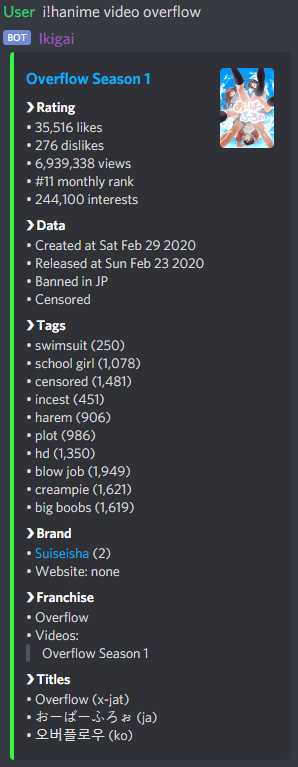 User i!hanime video overflow
BOT Ikigai
Overflow Season 1
❯Rating
• 35,516 likes
• 276 dislikes
• 6,939,338 views
• #11 monthly rank
• 244,100 interests
❯Data
• Created at Sat Feb 29 2020
• Released at Sun Feb 23 2020
• Banned in JP
• Censored
❯Tags
• swimsuit (250)
• school girl (1,078)
• censored (1,481)
• incest (451)
• harem (906)
• plot (986)
• hd (1,350)
• blow job (1,949)
• creampie (1,621)
• big boobs (1,619)
❯Brand
• Suiseisha (2)
• Website: none
❯Franchise
• Overflow
• Videos:
Overflow Season 1
❯Titles
• Overflow (x-jat)
• おーばーふろぉ (ja)
• 오버플로우 (ko)